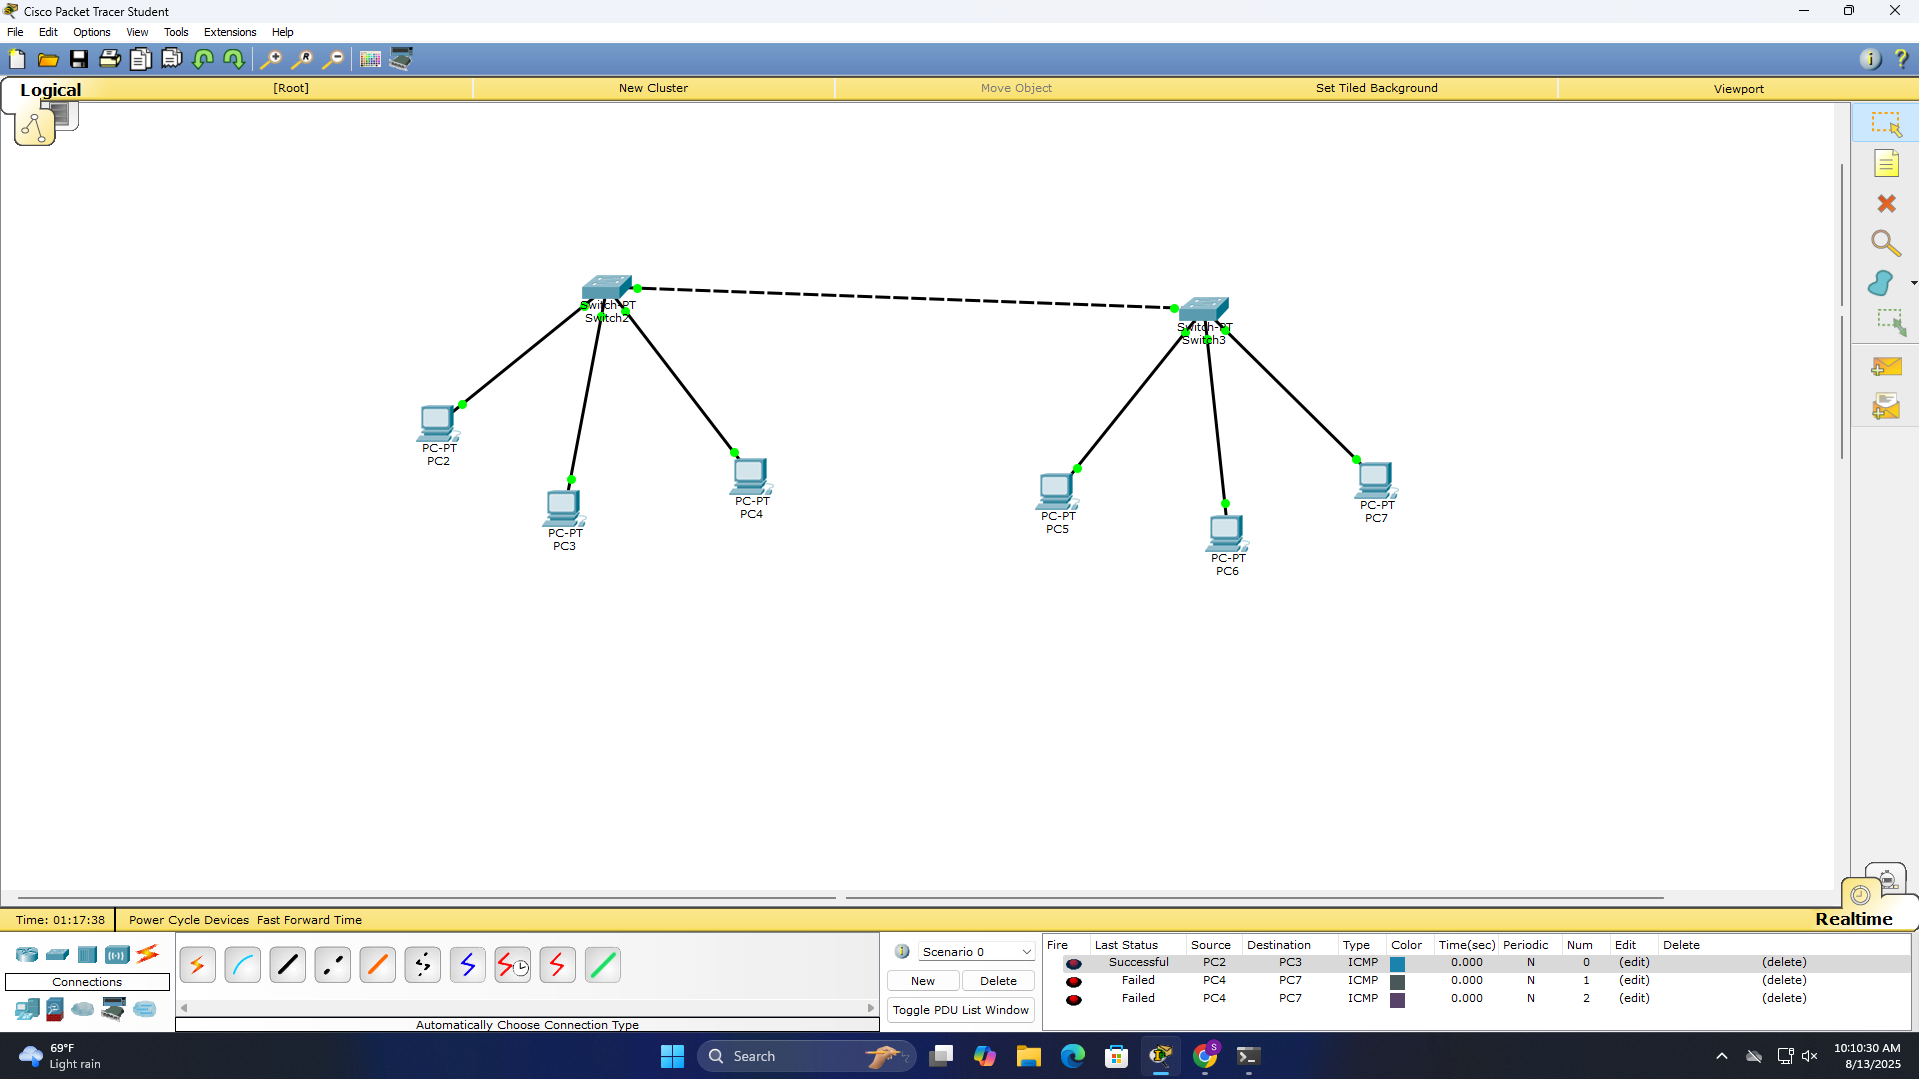 Cisco Packet Tracer Student
File Edit Options View Tools Extensions Help
Logical [Root] New Cluster Move Object Set Tiled Background Viewport
Switch-PT
Switch2
Switch-PT
Switch3
PC-PT
PC2
PC-PT
PC3
PC-PT
PC4
PC-PT
PC5
PC-PT
PC6
PC-PT
PC7
Time: 01:17:38 Power Cycle Devices Fast Forward Time Realtime
Connections
Automatically Choose Connection Type
Scenario 0
New Delete
Toggle PDU List Window
Fire Last Status Source Destination Type Color Time(sec) Periodic Num Edit Delete
Successful PC2 PC3 ICMP 0.000 N 0 (edit) (delete)
Failed PC4 PC7 ICMP 0.000 N 1 (edit) (delete)
Failed PC4 PC7 ICMP 0.000 N 2 (edit) (delete)
69°F
Light rain
Search
S
10:10:30 AM
8/13/2025